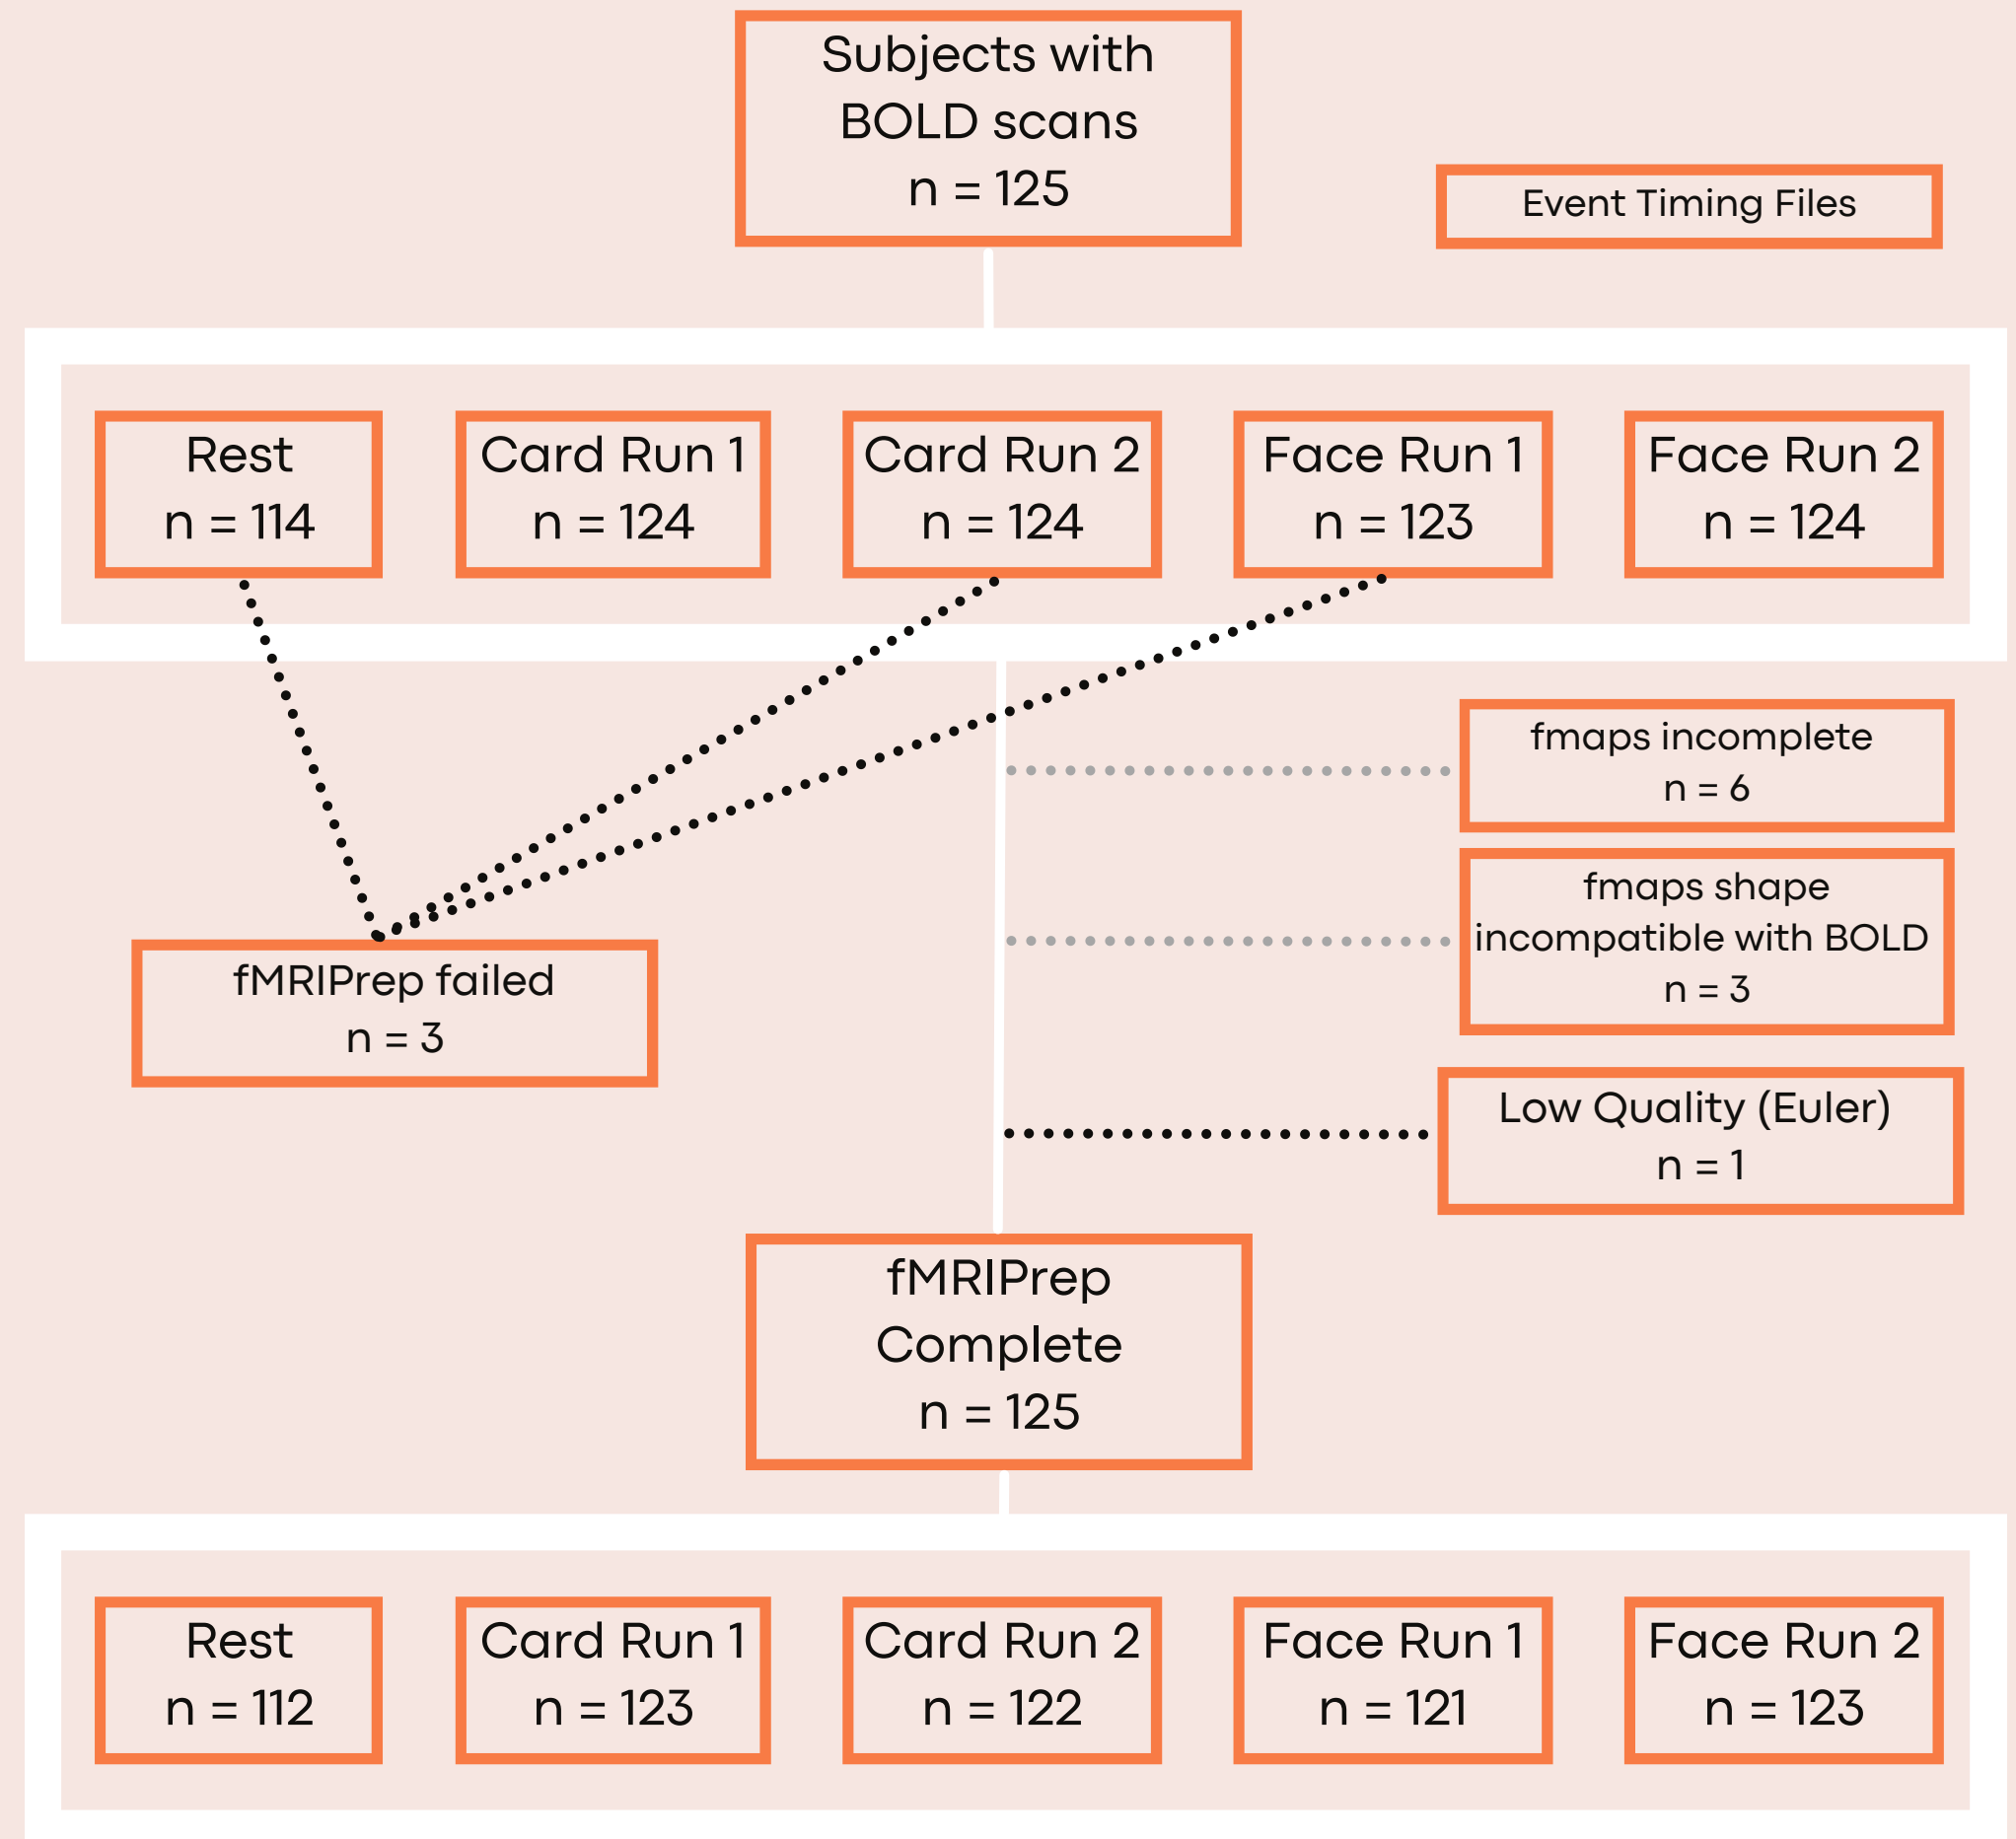 Subjects with
BOLD scans
n = 125
Event Timing Files
Rest
n = 114
Card Run 1
n = 124
Card Run 2
n = 124
Face Run 1
n = 123
Face Run 2
n = 124
fmaps incomplete
n = 6
fmaps shape
incompatible with BOLD
n = 3
fMRIPrep failed
n = 3
Low Quality (Euler)
n = 1
fMRIPrep
Complete
n = 125
Rest
n = 112
Card Run 1
n = 123
Card Run 2
n = 122
Face Run 1
n = 121
Face Run 2
n = 123